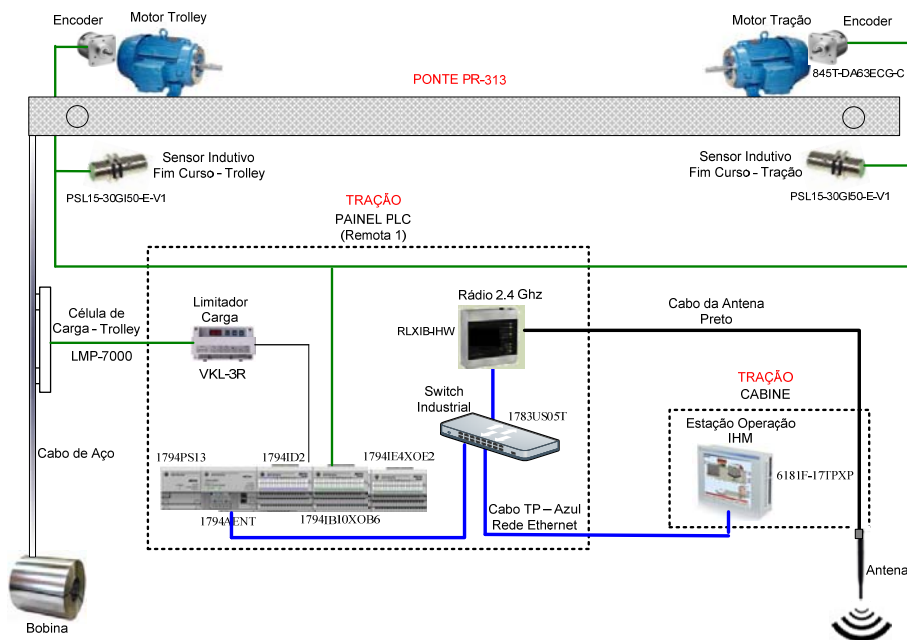 Encoder
Motor Trolley
Motor Tração
Encoder
845T-DA63ECG-C
PONTE PR-313
Sensor Indutivo
Fim Curso - Trolley
PSL15-30GI50-E-V1
Sensor Indutivo
Fim Curso - Tração
PSL15-30GI50-E-V1
TRAÇÃO
PAINEL PLC
(Remota 1)
Célula de
Carga - Trolley
LMP-7000
Limitador
Carga
VKL-3R
Rádio 2.4 Ghz
RLXIB-IHW
Cabo da Antena
Preto
TRAÇÃO
CABINE
Switch
Industrial
1783US05T
Estação Operação
IHM
6181IF-17TPXP
Cabo de Aço
1794PS13
1794ID2
1794IE4XOE2
1794AENT
1794IB10XOB6
Cabo TP – Azul
Rede Ethernet
Antena
Bobina